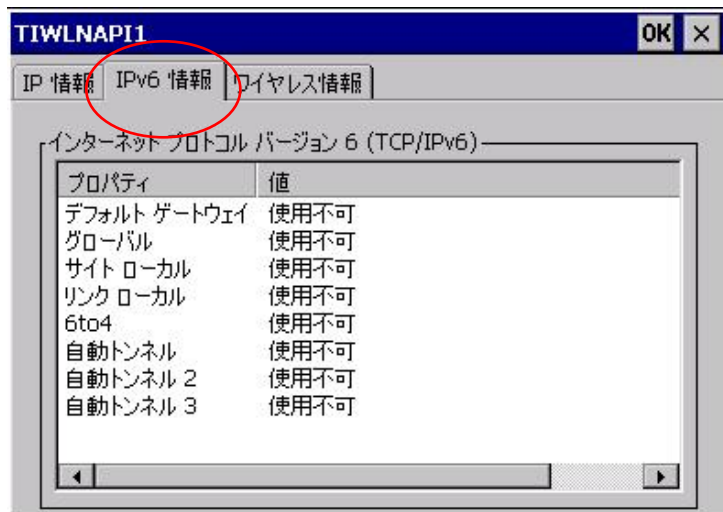 TIWLNAPI1 OK ×
IP 情報 IPv6 情報 ワイヤレス情報
インターネット プロトコル バージョン 6 (TCP/IPv6)
プロパティ 値
デフォルト ゲートウェイ 使用不可
グローバル 使用不可
サイト ローカル 使用不可
リンク ローカル 使用不可
6to4 使用不可
自動トンネル 使用不可
自動トンネル 2 使用不可
自動トンネル 3 使用不可